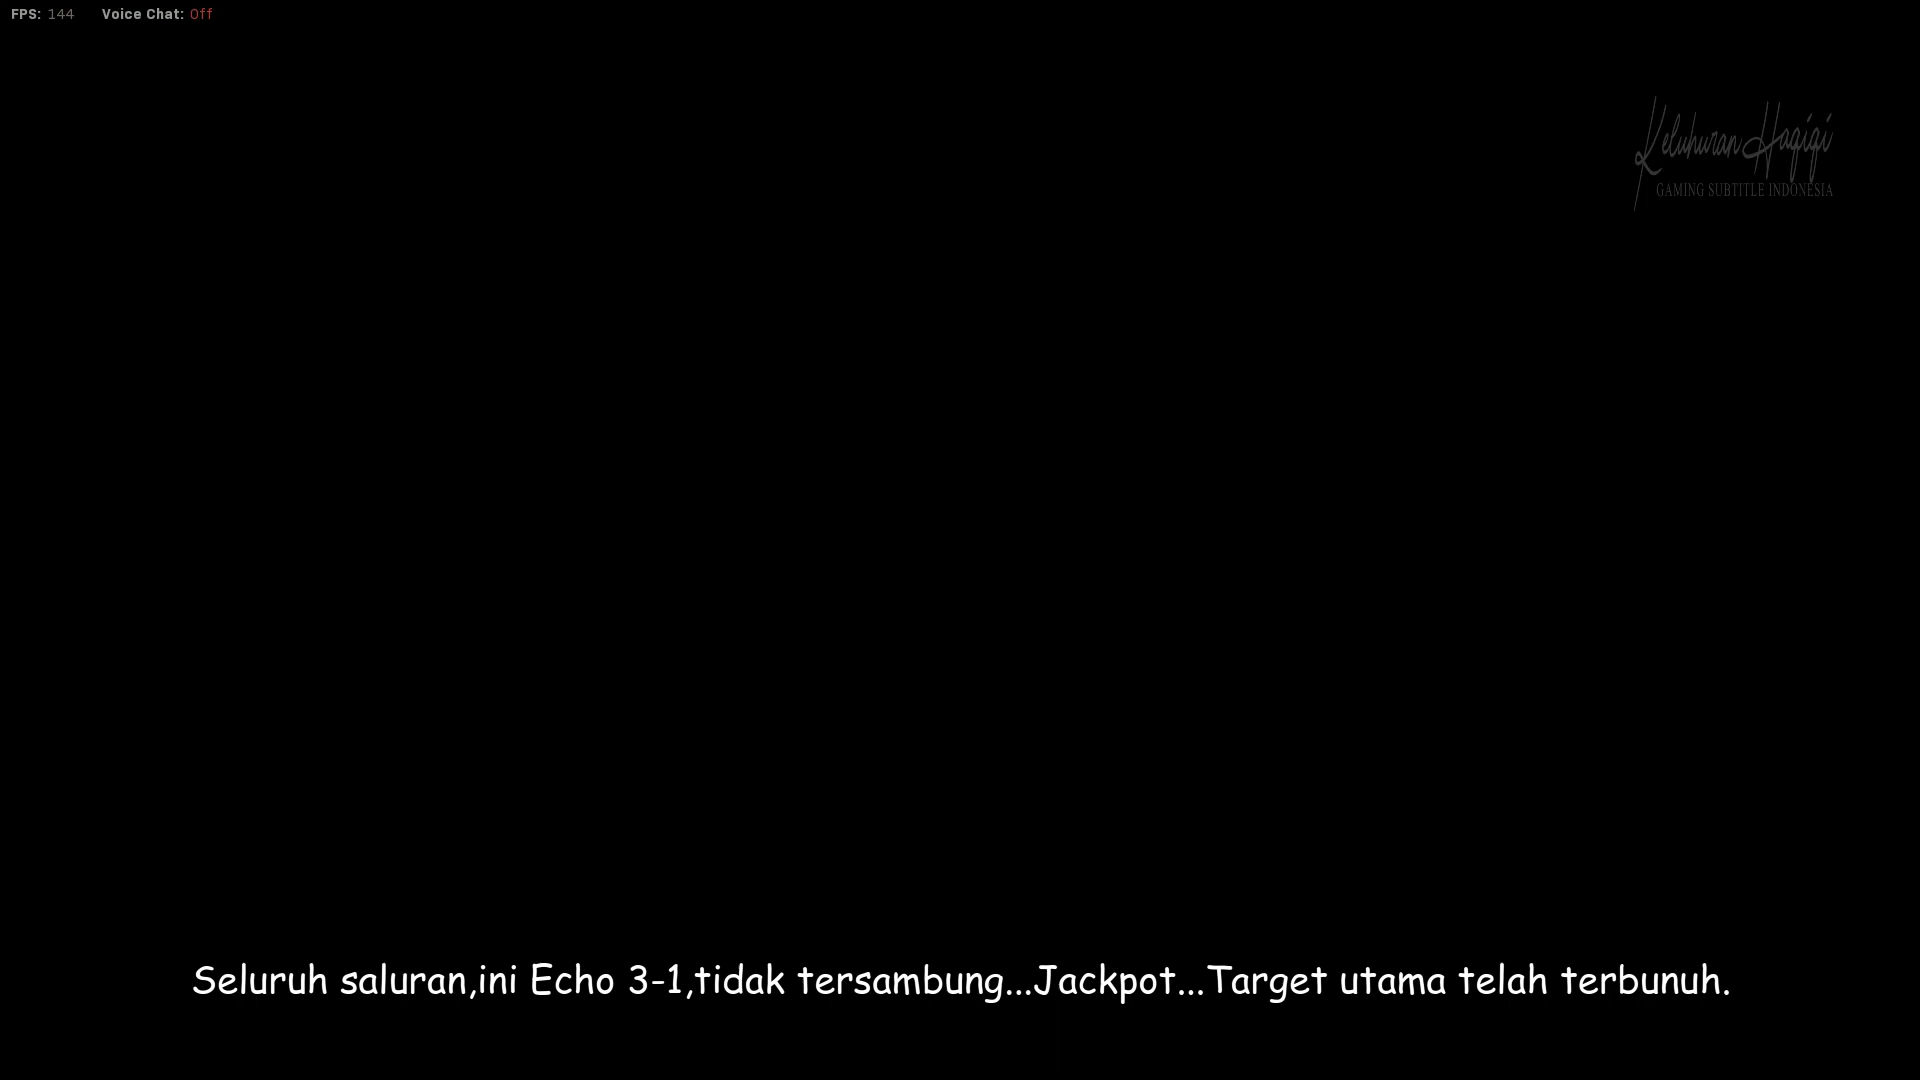 FPS: 144 Voice Chat: Off
Keluhuran Haqiqi
GAMING SUBTITLE INDONESIA
Seluruh saluran,ini Echo 3-1,tidak tersambung...Jackpot...Target utama telah terbunuh.